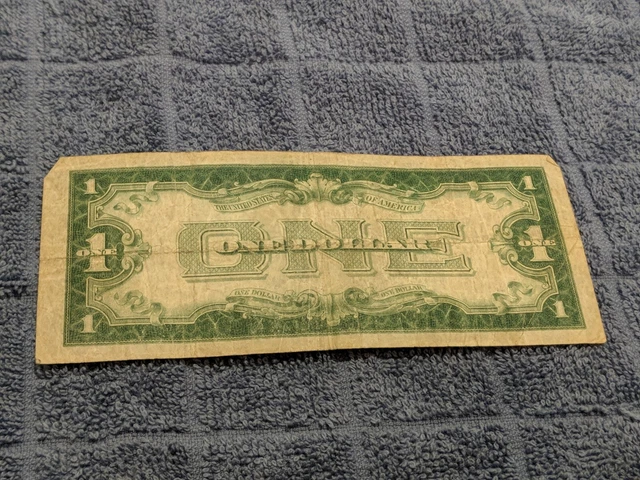 1 1
THE UNITED STATES OF AMERICA
ONE
ONE DOLLAR
ONE 1 ONE 1
ONE DOLLAR ONE DOLLAR
1 1